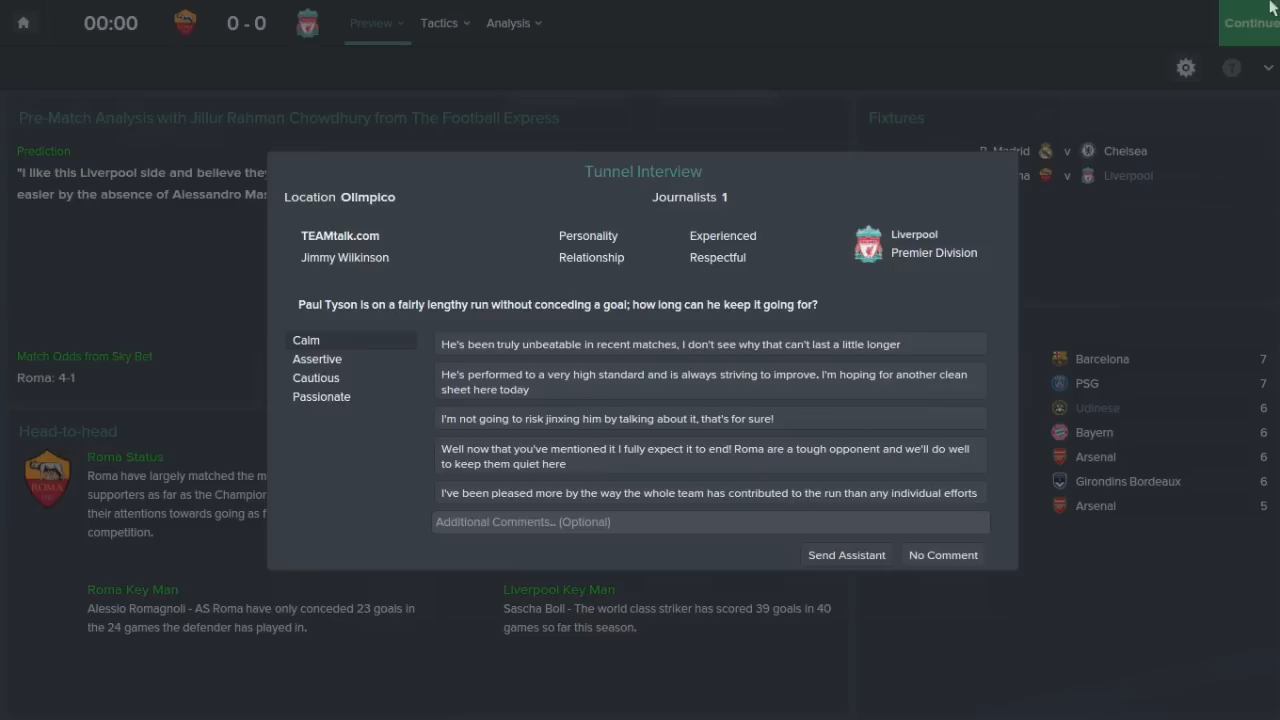 00:00
0 - 0
Preview
Tactics
Analysis
Continue
Pre-Match Analysis with Jillur Rahman Chowdhury from The Football Express
Fixtures
Prediction
"I like this Liverpool side and believe they
easier by the absence of Alessandro Mas
Madrid v Chelsea
v Liverpool
Tunnel Interview
Location Olimpico
Journalists 1
TEAMtalk.com
Personality
Experienced
Liverpool
Jimmy Wilkinson
Relationship
Respectful
Premier Division
Paul Tyson is on a fairly lengthy run without conceding a goal; how long can he keep it going for?
Calm
Assertive
Cautious
Passionate
He's been truly unbeatable in recent matches, I don't see why that can't last a little longer
He's performed to a very high standard and is always striving to improve. I'm hoping for another clean
sheet here today
I'm not going to risk jinxing him by talking about it, that's for sure!
Well now that you've mentioned it I fully expect it to end! Roma are a tough opponent and we'll do well
to keep them quiet here
I've been pleased more by the way the whole team has contributed to the run than any individual efforts
Additional Comments... (Optional)
Send Assistant
No Comment
Match Odds from Sky Bet
Roma: 4-1
Barcelona 7
PSG 7
Udinese 6
Bayern 6
Arsenal 6
Girondins Bordeaux 6
Arsenal 5
Head-to-head
Roma Status
Roma have largely matched the m
supporters as far as the Champion
their attentions towards going as f
competition.
Roma Key Man
Alessio Romagnoli - AS Roma have only conceded 23 goals in
the 24 games the defender has played in.
Liverpool Key Man
Sascha Boll - The world class striker has scored 39 goals in 40
games so far this season.